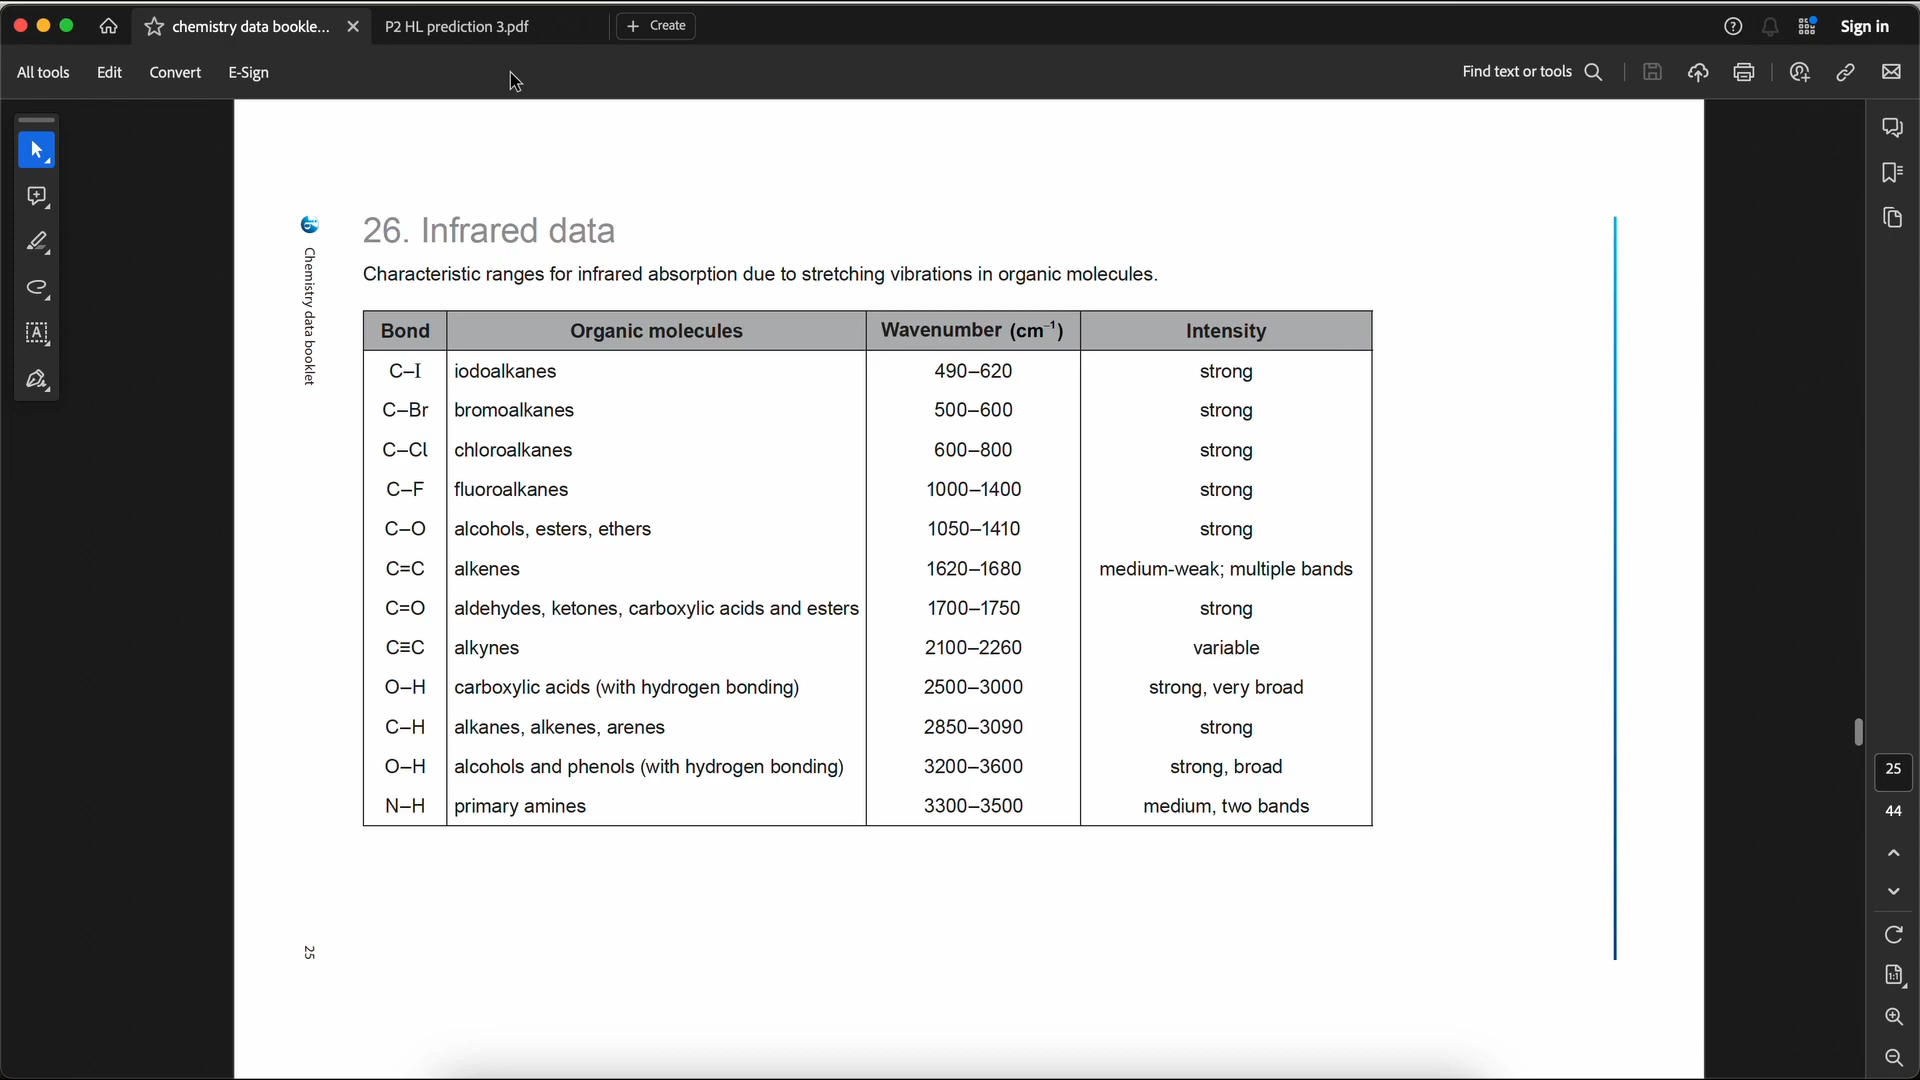 chemistry data bookle...
P2 HL prediction 3.pdf
+ Create
Sign in
All tools
Edit
Convert
E-Sign
Find text or tools
Chemistry data booklet
26. Infrared data
Characteristic ranges for infrared absorption due to stretching vibrations in organic molecules.
Bond Organic molecules Wavenumber (cm⁻¹) Intensity
C–I iodoalkanes 490–620 strong
C–Br bromoalkanes 500–600 strong
C–Cl chloroalkanes 600–800 strong
C–F fluoroalkanes 1000–1400 strong
C–O alcohols, esters, ethers 1050–1410 strong
C=C alkenes 1620–1680 medium-weak; multiple bands
C=O aldehydes, ketones, carboxylic acids and esters 1700–1750 strong
C≡C alkynes 2100–2260 variable
O–H carboxylic acids (with hydrogen bonding) 2500–3000 strong, very broad
C–H alkanes, alkenes, arenes 2850–3090 strong
O–H alcohols and phenols (with hydrogen bonding) 3200–3600 strong, broad
N–H primary amines 3300–3500 medium, two bands
25
25
44
1:1